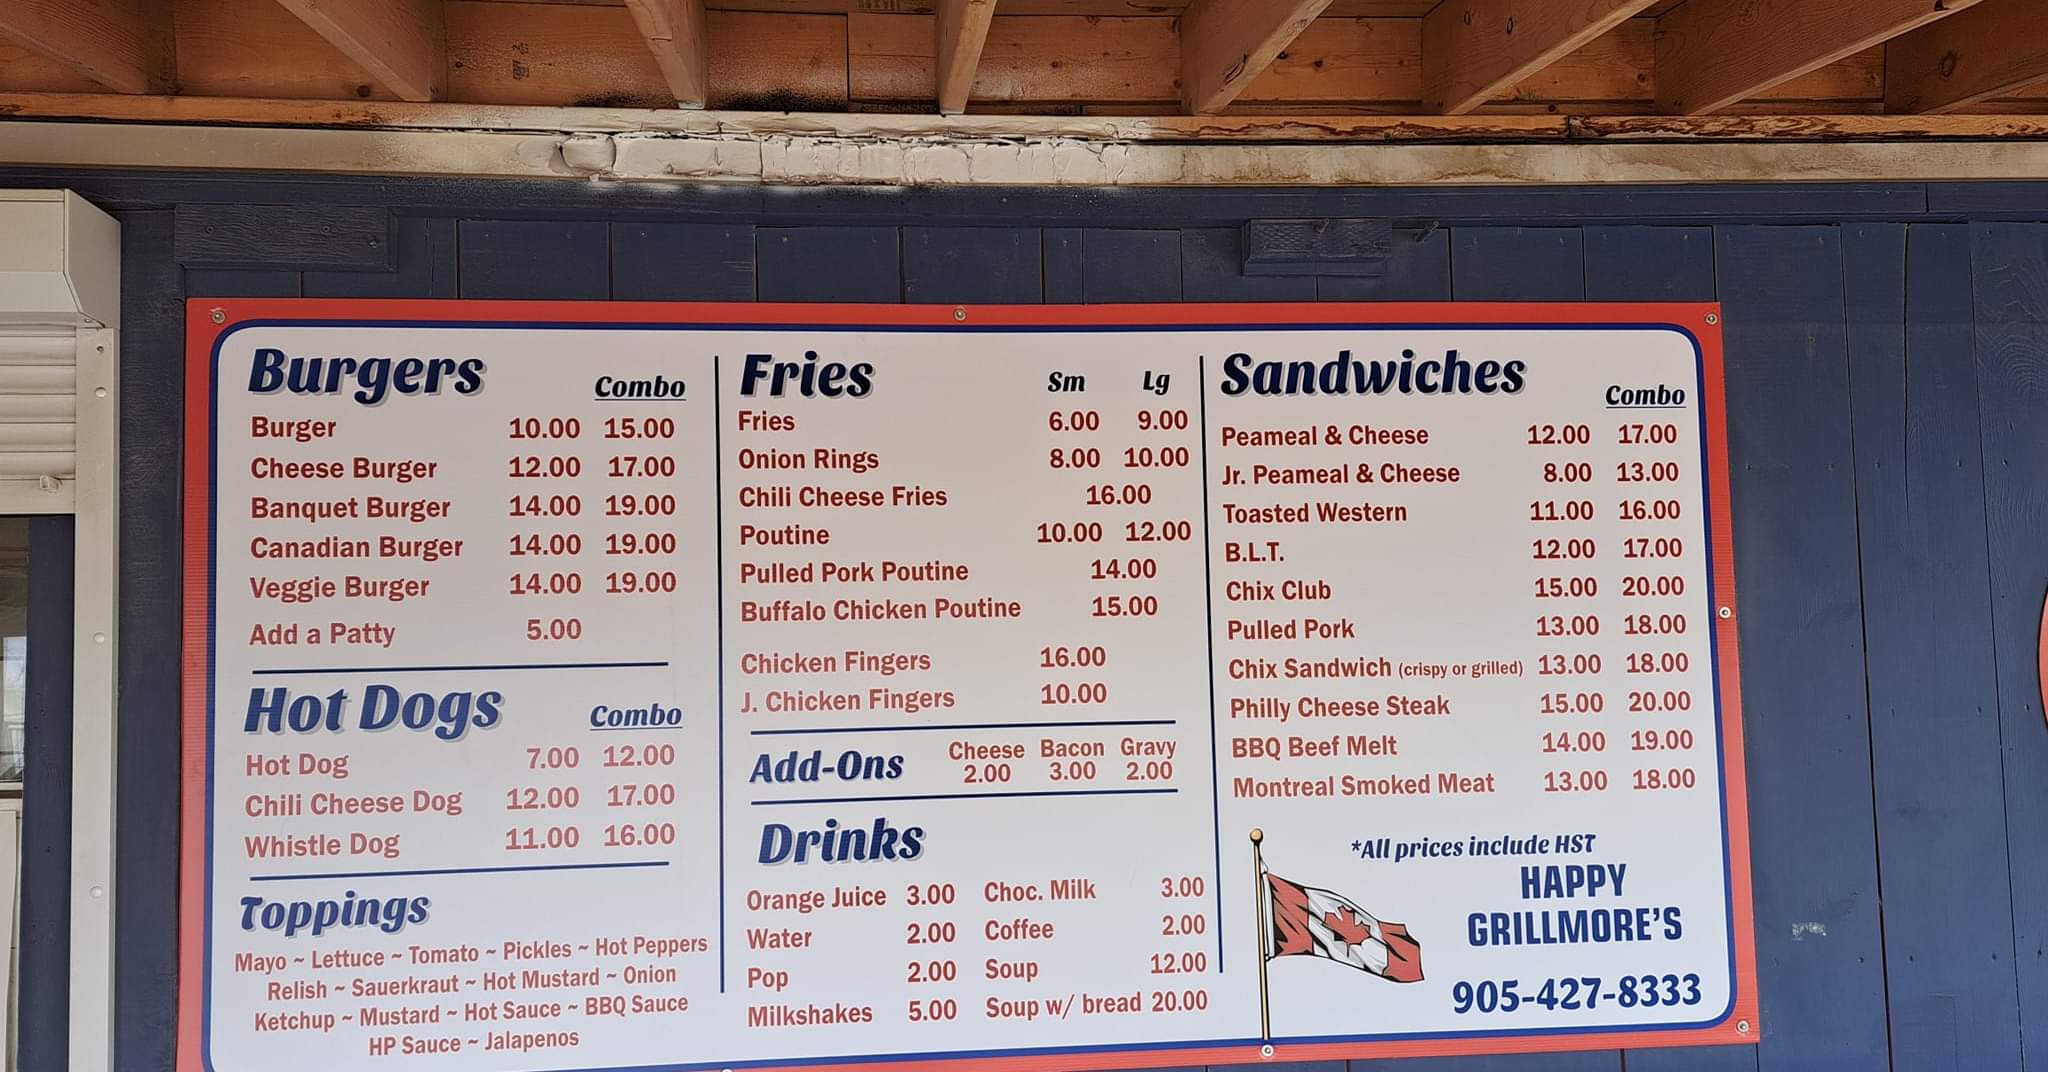 Burgers
Combo
Burger 10.00 15.00
Cheese Burger 12.00 17.00
Banquet Burger 14.00 19.00
Canadian Burger 14.00 19.00
Veggie Burger 14.00 19.00
Add a Patty 5.00
Hot Dogs
Combo
Hot Dog 7.00 12.00
Chili Cheese Dog 12.00 17.00
Whistle Dog 11.00 16.00
Toppings
Mayo ~ Lettuce ~ Tomato ~ Pickles ~ Hot Peppers
Relish ~ Sauerkraut ~ Hot Mustard ~ Onion
Ketchup ~ Mustard ~ Hot Sauce ~ BBQ Sauce
HP Sauce ~ Jalapenos
Fries
Sm Lg
Fries 6.00 9.00
Onion Rings 8.00 10.00
Chili Cheese Fries 16.00
Poutine 10.00 12.00
Pulled Pork Poutine 14.00
Buffalo Chicken Poutine 15.00
Chicken Fingers 16.00
J. Chicken Fingers 10.00
Add-Ons
Cheese Bacon Gravy
2.00 3.00 2.00
Drinks
Orange Juice 3.00 Choc. Milk 3.00
Water 2.00 Coffee 2.00
Pop 2.00 Soup 12.00
Milkshakes 5.00 Soup w/ bread 20.00
Sandwiches
Combo
Peameal & Cheese 12.00 17.00
Jr. Peameal & Cheese 8.00 13.00
Toasted Western 11.00 16.00
B.L.T. 12.00 17.00
Chix Club 15.00 20.00
Pulled Pork 13.00 18.00
Chix Sandwich (crispy or grilled) 13.00 18.00
Philly Cheese Steak 15.00 20.00
BBQ Beef Melt 14.00 19.00
Montreal Smoked Meat 13.00 18.00
*All prices include HST
HAPPY
GRILLMORE'S
905-427-8333